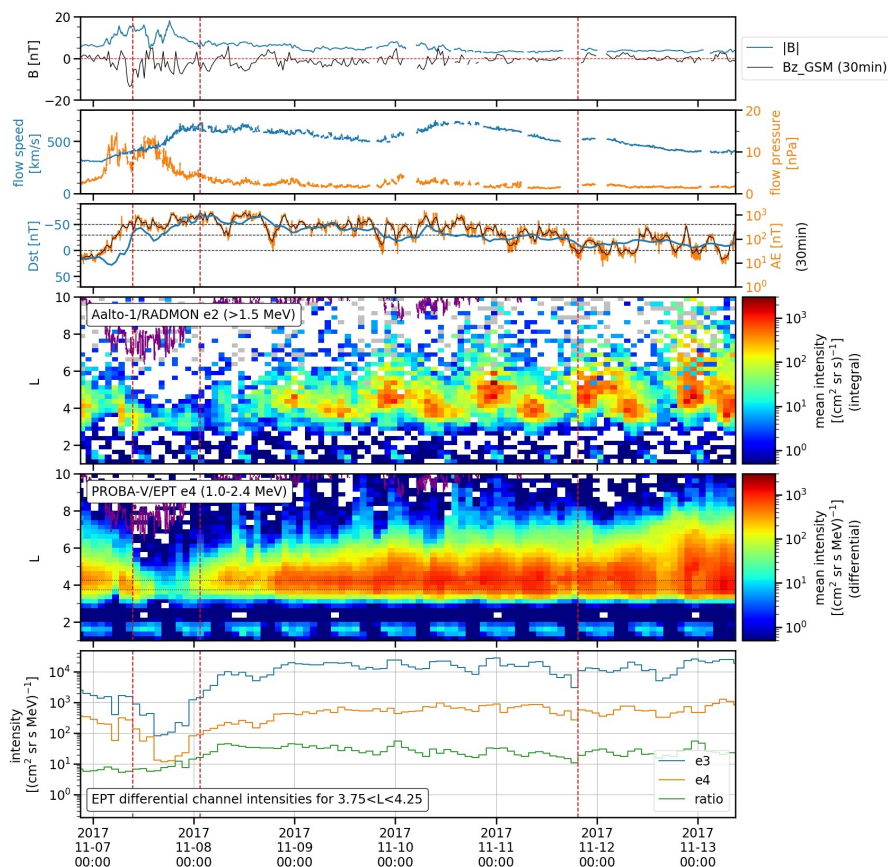 20
0
−20
B [nT]
|B|
Bz_GSM (30min)
500
0
flow speed
[km/s]
20
10
0
flow pressure
[nPa]
−50
0
50
Dst [nT]
10³
10²
10¹
10⁰
AE [nT]
(30min)
10
8
6
4
2
L
Aalto-1/RADMON e2 (>1.5 MeV)
10³
10²
10¹
10⁰
mean intensity
[(cm² sr s)⁻¹]
(integral)
10
8
6
4
2
L
PROBA-V/EPT e4 (1.0-2.4 MeV)
10³
10²
10¹
10⁰
mean intensity
[(cm² sr s MeV)⁻¹]
(differential)
10⁴
10³
10²
10¹
10⁰
intensity
[(cm² sr s MeV)⁻¹]
e3
e4
ratio
EPT differential channel intensities for 3.75<L<4.25
2017
11-07
00:00
2017
11-08
00:00
2017
11-09
00:00
2017
11-10
00:00
2017
11-11
00:00
2017
11-12
00:00
2017
11-13
00:00